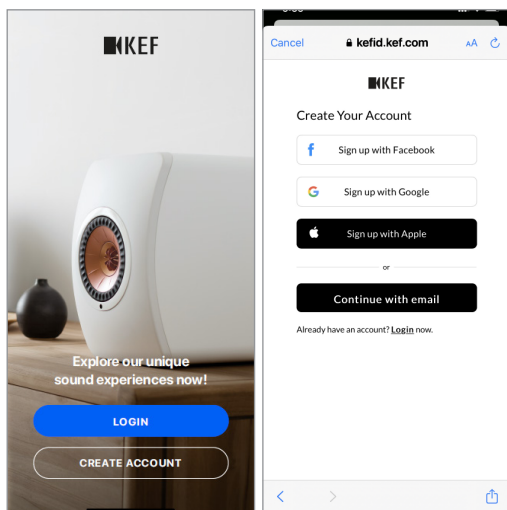 KEF
Explore our unique
sound experiences now!
LOGIN
CREATE ACCOUNT
Cancel
kefid.kef.com
AA
KEF
Create Your Account
Sign up with Facebook
Sign up with Google
Sign up with Apple
or
Continue with email
Already have an account? Login now.